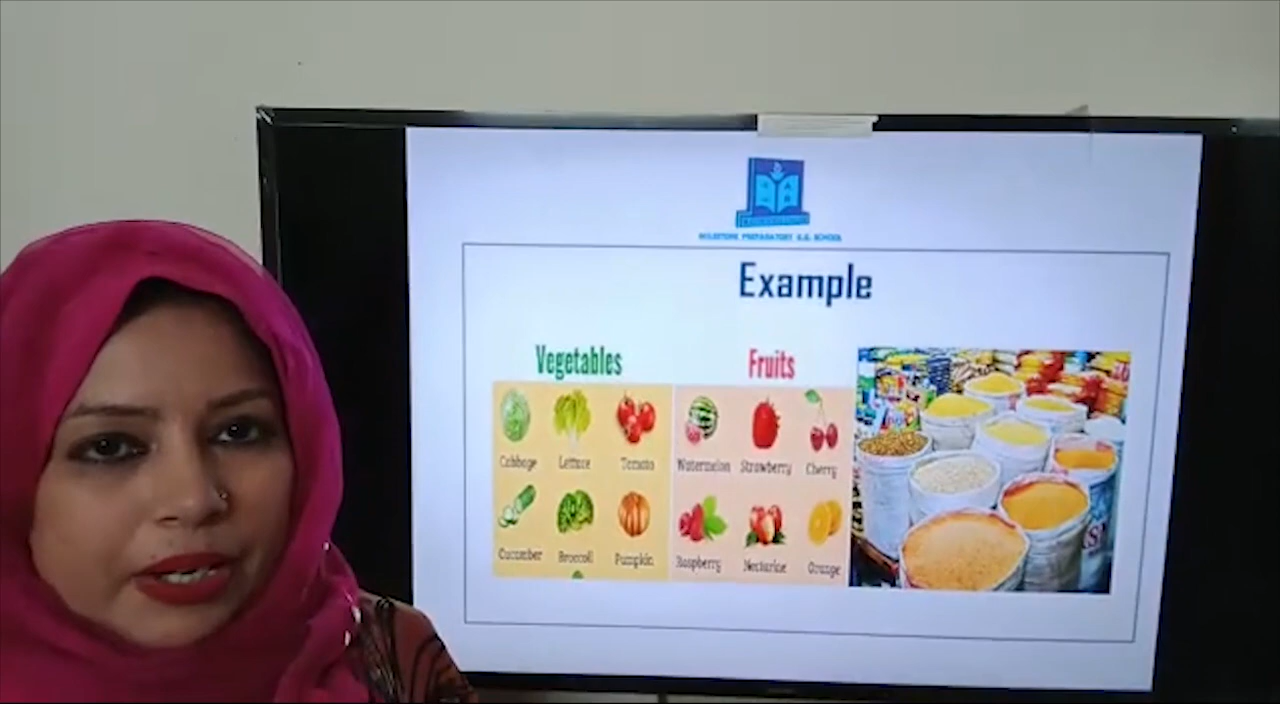 MILESTONE PREPARATORY K.G. SCHOOL
Example
Vegetables
Fruits
Cabbage Lettuce Tomato
Watermelon Strawberry Cherry
Cucumber Broccoli Pumpkin
Raspberry Nectarine Orange